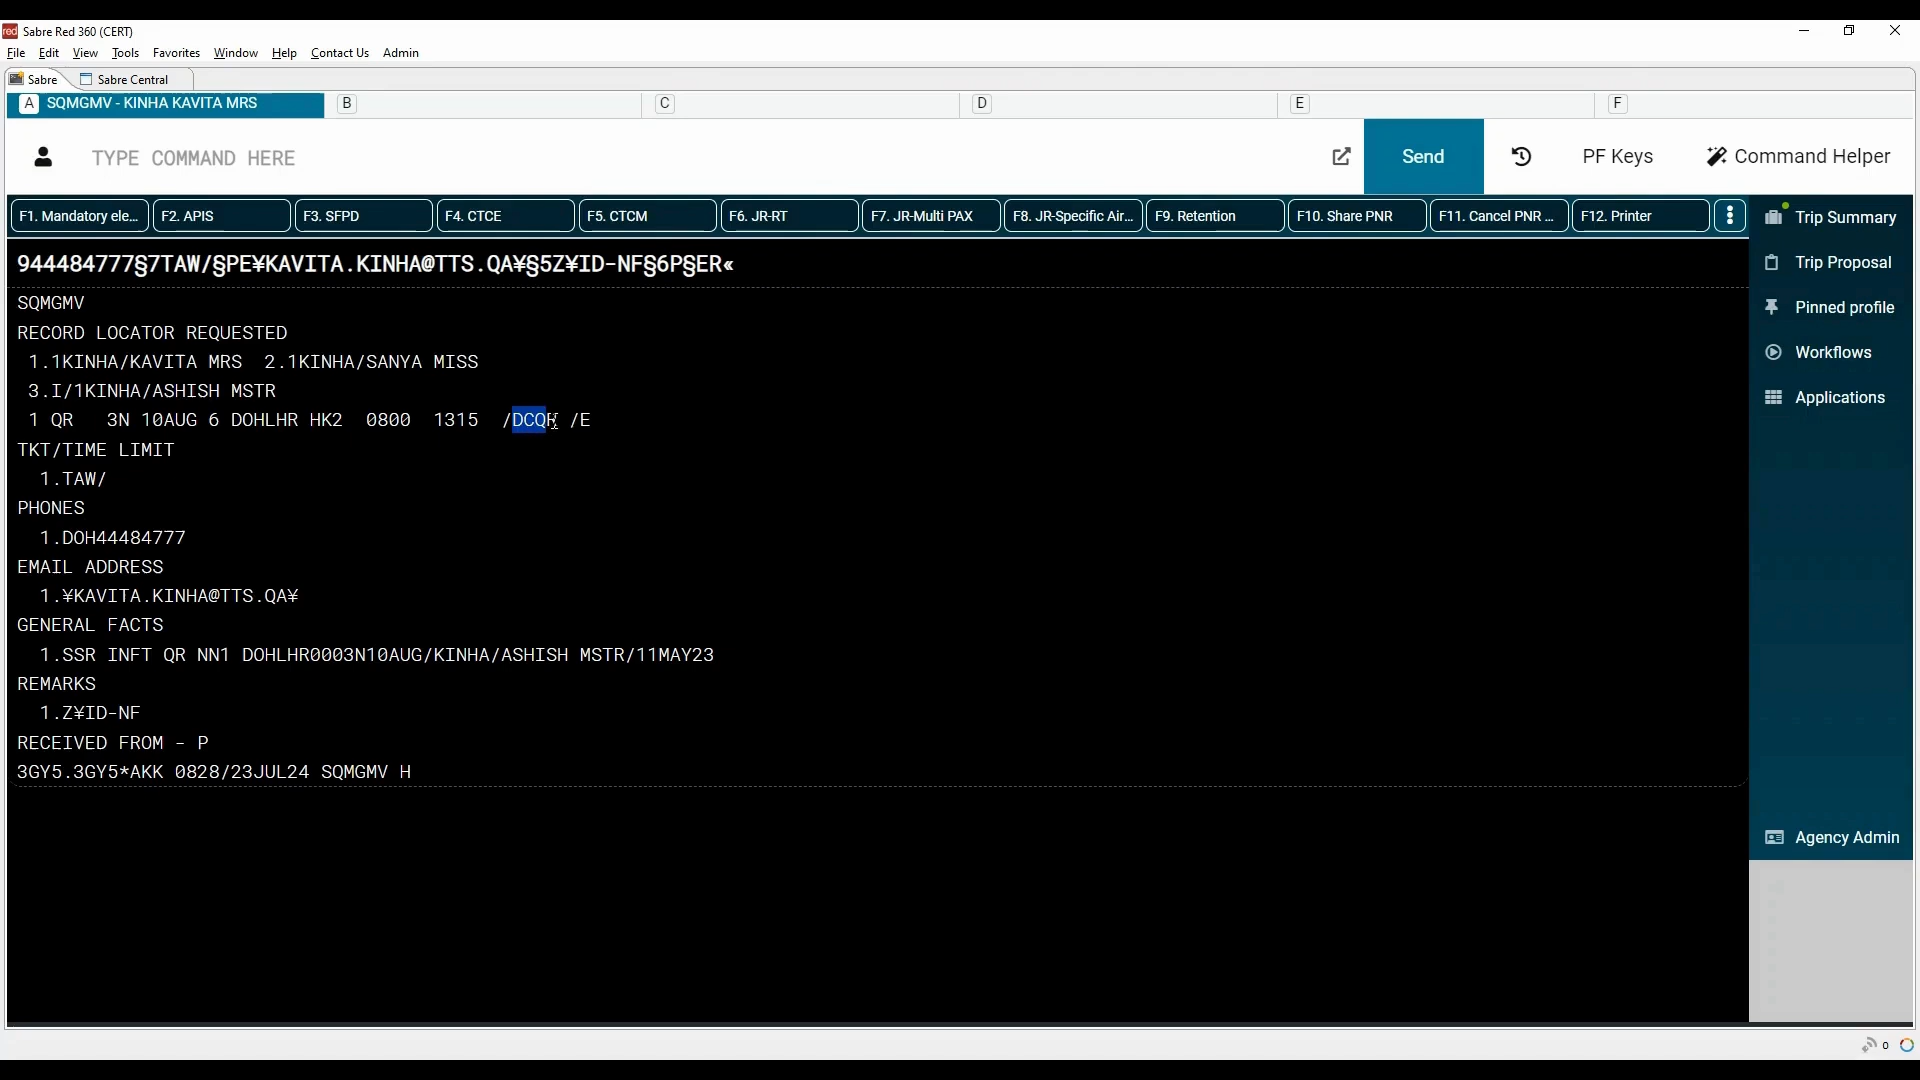 red Sabre Red 360 (CERT)
File Edit View Tools Favorites Window Help Contact Us Admin
Sabre Sabre Central
A SQMGMV - KINHA KAVITA MRS B C D E F
TYPE COMMAND HERE Send PF Keys Command Helper
F1. Mandatory ele... F2. APIS F3. SFPD F4. CTCE F5. CTCM F6. JR-RT F7. JR-Multi PAX F8. JR-Specific Air... F9. Retention F10. Share PNR F11. Cancel PNR ... F12. Printer
Trip Summary
Trip Proposal
Pinned profile
Workflows
Applications
Agency Admin
944484777§7TAW/§PE¥KAVITA.KINHA@TTS.QA¥§5Z¥ID-NF§6P§ER«
SQMGMV
RECORD LOCATOR REQUESTED
1.1KINHA/KAVITA MRS 2.1KINHA/SANYA MISS
3.I/1KINHA/ASHISH MSTR
1 QR 3N 10AUG 6 DOHLHR HK2 0800 1315 /DCQR /E
TKT/TIME LIMIT
1.TAW/
PHONES
1.DOH44484777
EMAIL ADDRESS
1.¥KAVITA.KINHA@TTS.QA¥
GENERAL FACTS
1.SSR INFT QR NN1 DOHLHR0003N10AUG/KINHA/ASHISH MSTR/11MAY23
REMARKS
1.Z¥ID-NF
RECEIVED FROM - P
3GY5.3GY5*AKK 0828/23JUL24 SQMGMV H
0